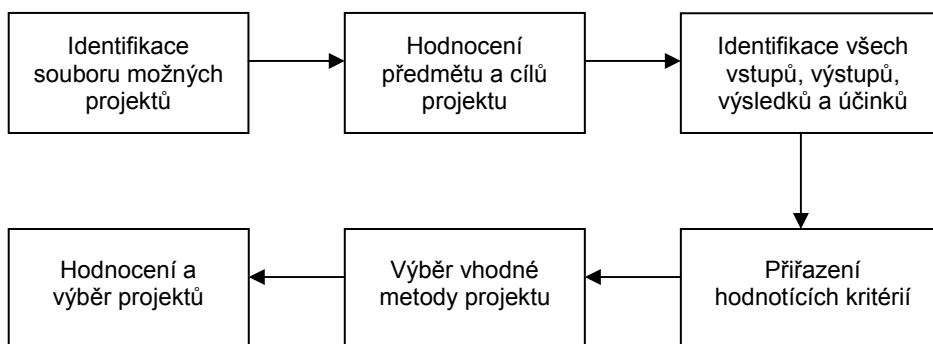 Identifikace
souboru možných
projektů
Hodnocení
předmětu a cílů
projektu
Identifikace všech
vstupů, výstupů,
výsledků a účinků
Přiřazení
hodnotících kritérií
Výběr vhodné
metody projektu
Hodnocení a
výběr projektů